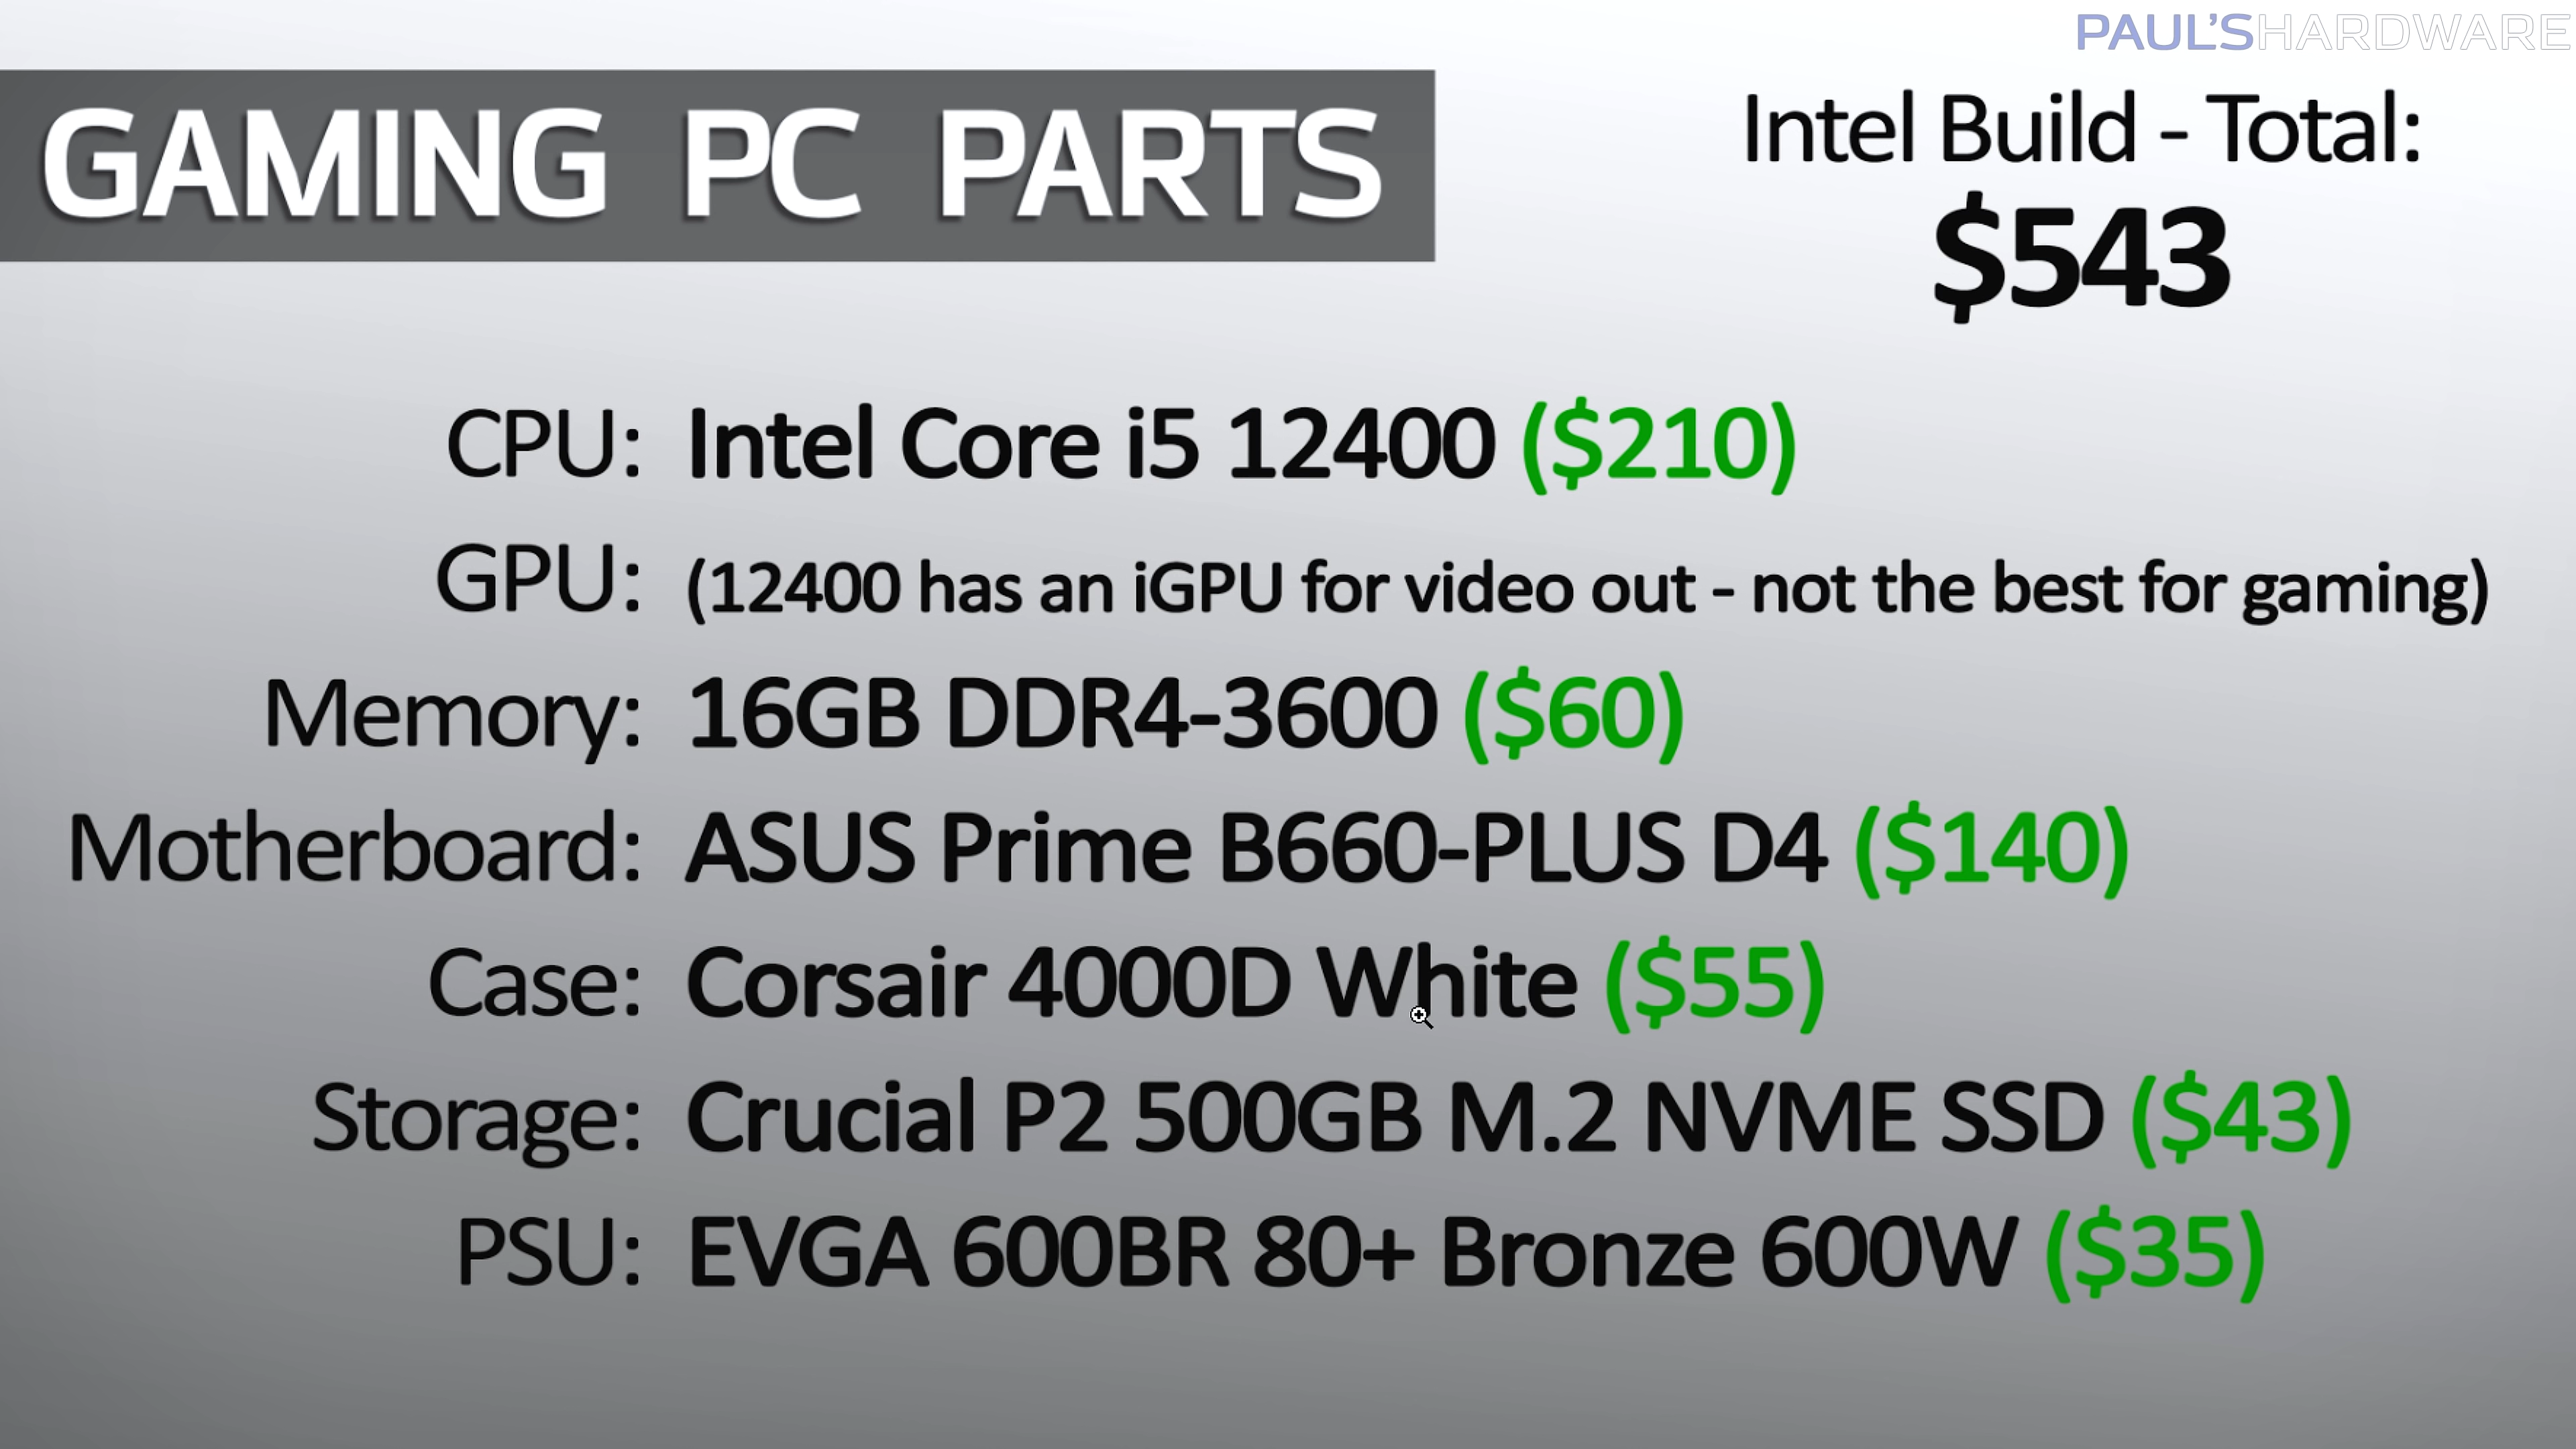 PAUL'SHARDWARE
GAMING PC PARTS
Intel Build - Total:
$543
CPU: Intel Core i5 12400 ($210)
GPU: (12400 has an iGPU for video out - not the best for gaming)
Memory: 16GB DDR4-3600 ($60)
Motherboard: ASUS Prime B660-PLUS D4 ($140)
Case: Corsair 4000D White ($55)
Storage: Crucial P2 500GB M.2 NVME SSD ($43)
PSU: EVGA 600BR 80+ Bronze 600W ($35)